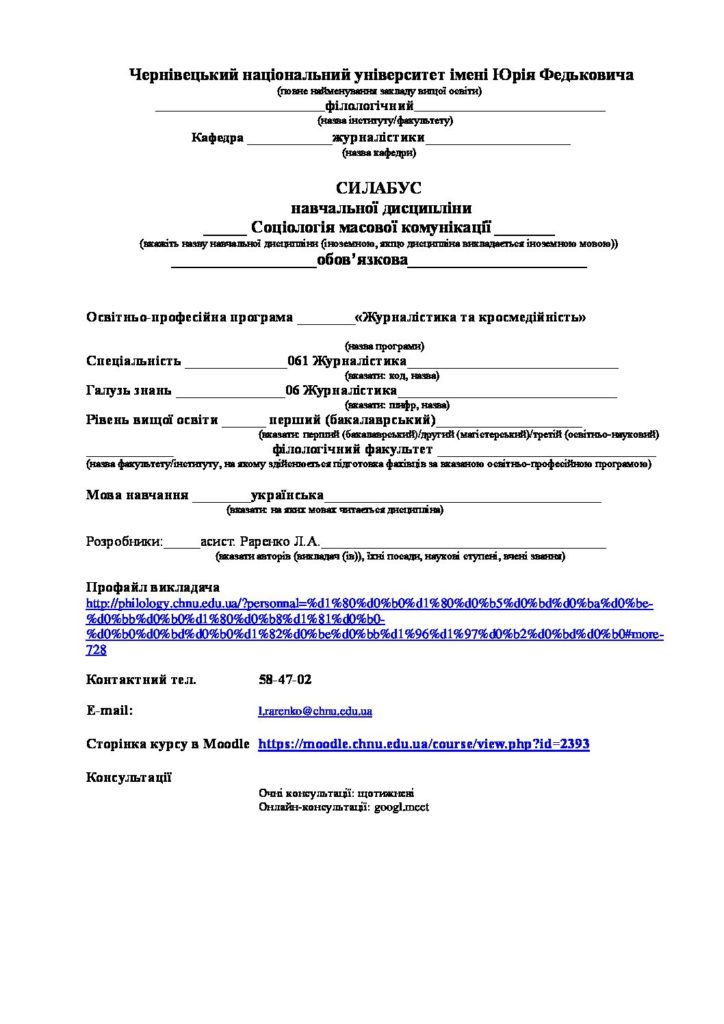 Чернівецький національний університет імені Юрія Федьковича
(повне найменування закладу вищої освіти)
____________________________філологічний________________________________
(назва інституту/факультету)
Кафедра ____________журналістики____________________
(назва кафедри)
СИЛАБУС
навчальної дисципліни
_____ Соціологія масової комунікації _______
(вкажіть назву навчальної дисципліни (іноземною, якщо дисципліна викладається іноземною мовою))
_________________обов’язкова_____________________
Освітньо-професійна програма ________«Журналістика та кросмедійність»
(назва програми)
Спеціальність ______________061 Журналістика_____________________________
(вказати: код, назва)
Галузь знань _______________06 Журналістика______________________________
(вказати: шифр, назва)
Рівень вищої освіти ______ перший (бакалаврський)________________________
(вказати: перший (бакалаврський)/другий (магістерський)/третій (освітньо-науковий)
____________________ філологічний факультет ______________________________
(назва факультету/інституту, на якому здійснюється підготовка фахівців за вказаною освітньо-професійною програмою)
Мова навчання ________українська______________________________________
(вказати: на яких мовах читається дисципліна)
Розробники:_____асист. Раренко Л.А._______________________________________
(вказати авторів (викладач (ів)), їхні посади, наукові ступені, вчені звання)
Профайл викладача
http://philology.chnu.edu.ua/?personnal=%d1%80%d0%b0%d1%80%d0%b5%d0%bd%d0%ba%d0%be-
%d0%bb%d0%b0%d1%80%d0%b8%d1%81%d0%b0-
%d0%b0%d0%bd%d0%b0%d1%82%d0%be%d0%bb%d1%96%d1%97%d0%b2%d0%bd%d0%b0#more-
728
Контактний тел. 58-47-02
E-mail: l.rarenko@chnu.edu.ua
Сторінка курсу в Moodle https://moodle.chnu.edu.ua/course/view.php?id=2393
Консультації
Очні консультації: щотижневі
Онлайн-консультації: googl.meet